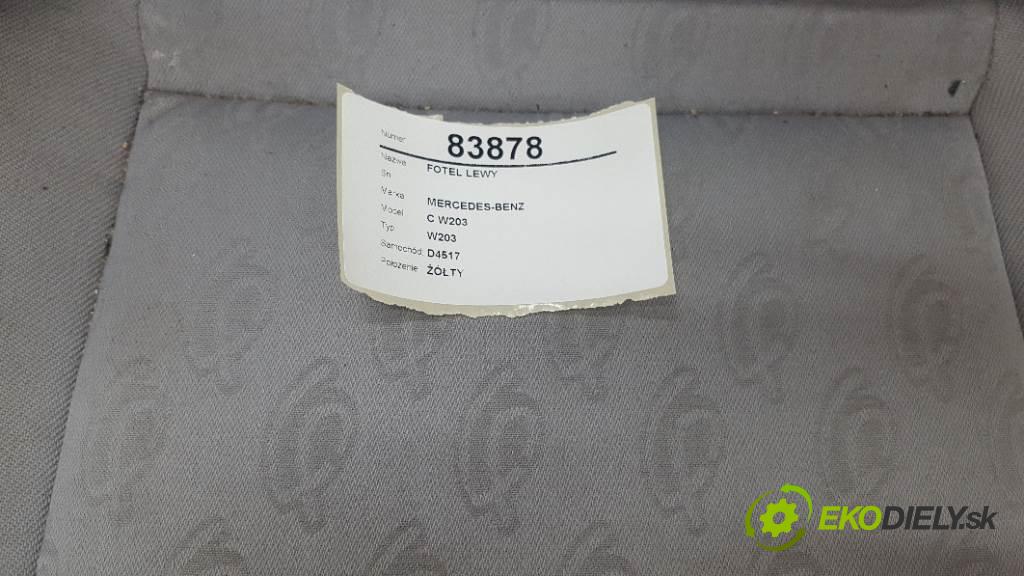 Numer 83878
Nazwa FOTEL LEWY
Sn
Marka MERCEDES-BENZ
Model C W203
Typ W203
Samochód: D4517
Położenie ŻÓŁTY
EKODIELY.sk